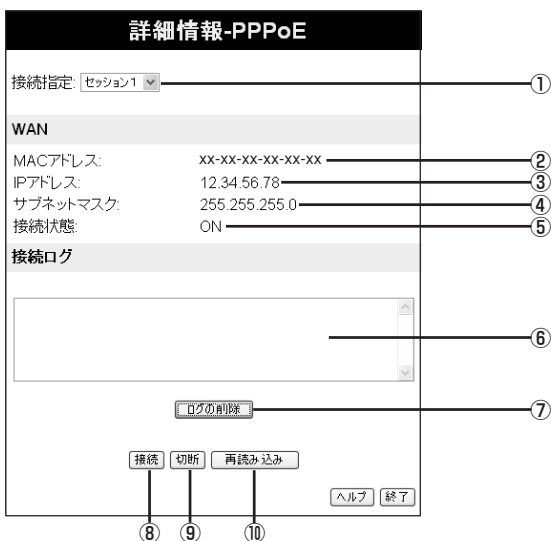 詳細情報-PPPoE
接続指定: セッション1 ①
WAN
MACアドレス: xx-xx-xx-xx-xx-xx ②
IPアドレス: 12.34.56.78 ③
サブネットマスク: 255.255.255.0 ④
接続状態: ON ⑤
接続ログ
⑥
ログの削除 ⑦
接続 切断 再読み込み
ヘルプ 終了
⑧ ⑨ ⑩